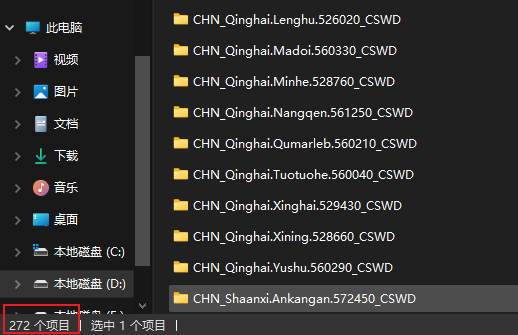 此电脑
视频
图片
文档
下载
音乐
桌面
本地磁盘 (C:)
本地磁盘 (D:)
CHN_Qinghai.Lenghu.526020_CSWD
CHN_Qinghai.Madoi.560330_CSWD
CHN_Qinghai.Minhe.528760_CSWD
CHN_Qinghai.Nangqen.561250_CSWD
CHN_Qinghai.Qumarleb.560210_CSWD
CHN_Qinghai.Tuotuohe.560040_CSWD
CHN_Qinghai.Xinghai.529430_CSWD
CHN_Qinghai.Xining.528660_CSWD
CHN_Qinghai.Yushu.560290_CSWD
CHN_Shaanxi.Ankangan.572450_CSWD
272 个项目 | 选中 1 个项目 |